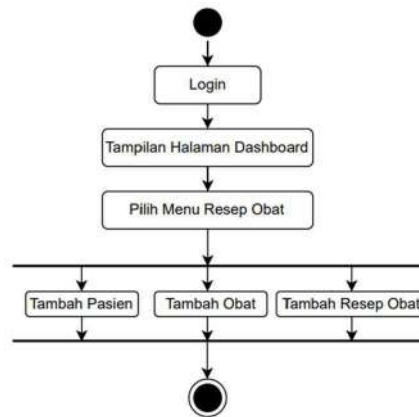 Login
Tampilan Halaman Dashboard
Pilih Menu Resep Obat
Tambah Pasien
Tambah Obat
Tambah Resep Obat